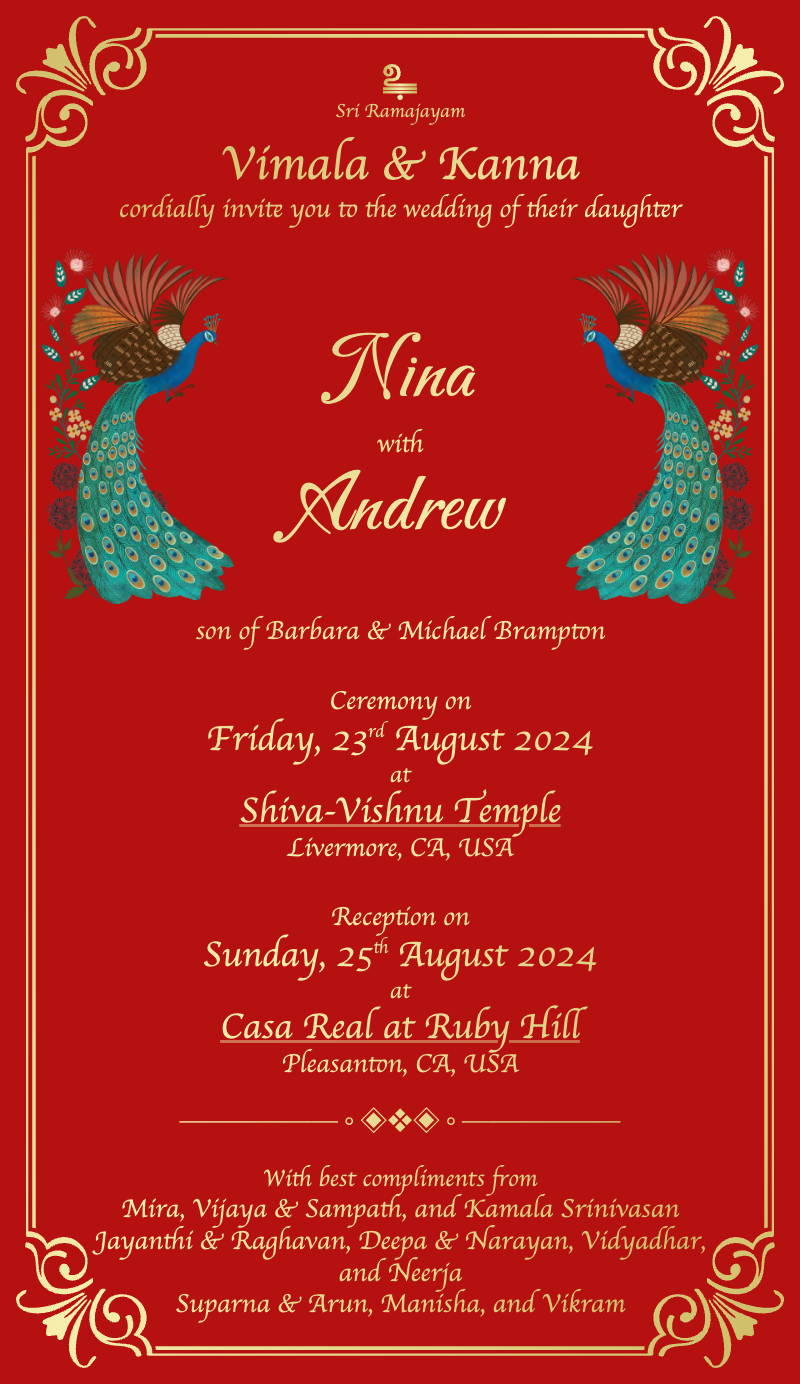 உ
Sri Ramajayam
Vimala & Kanna
cordially invite you to the wedding of their daughter
Nina
with
Andrew
son of Barbara & Michael Brampton
Ceremony on
Friday, 23rd August 2024
at
Shiva-Vishnu Temple
Livermore, CA, USA
Reception on
Sunday, 25th August 2024
at
Casa Real at Ruby Hill
Pleasanton, CA, USA
With best compliments from
Mira, Vijaya & Sampath, and Kamala Srinivasan
Jayanthi & Raghavan, Deepa & Narayan, Vidyadhar,
and Neerja
Suparna & Arun, Manisha, and Vikram